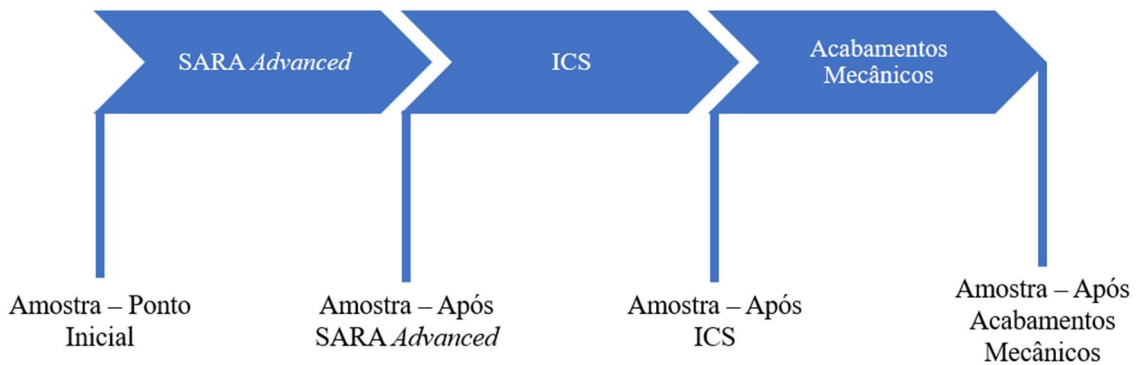 SARA Advanced
ICS
Acabamentos
Mecânicos
Amostra – Ponto
Inicial
Amostra – Após
SARA Advanced
Amostra – Após
ICS
Amostra – Após
Acabamentos
Mecânicos